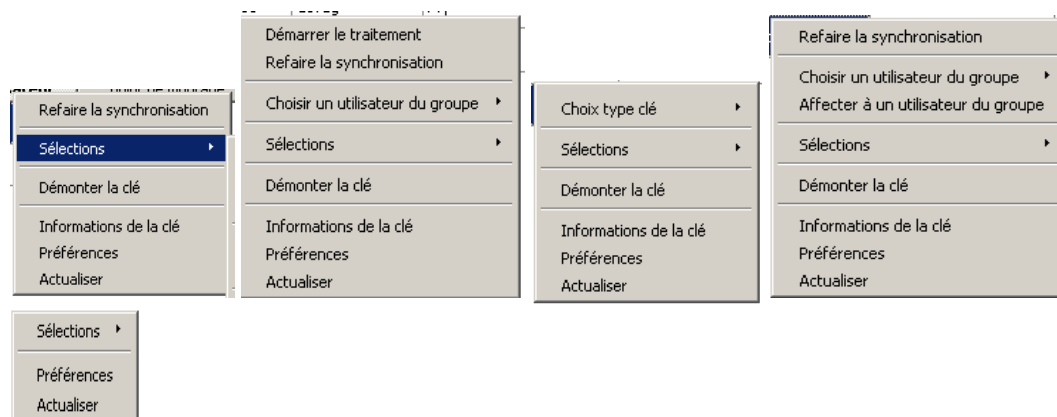 Refaire la synchronisation
Sélections
Démonter la clé
Informations de la clé
Préférences
Actualiser
Démarrer le traitement
Refaire la synchronisation
Choisir un utilisateur du groupe
Sélections
Démonter la clé
Informations de la clé
Préférences
Actualiser
Choix type clé
Sélections
Démonter la clé
Informations de la clé
Préférences
Actualiser
Refaire la synchronisation
Choisir un utilisateur du groupe
Affecter à un utilisateur du groupe
Sélections
Démonter la clé
Informations de la clé
Préférences
Actualiser
Sélections
Préférences
Actualiser